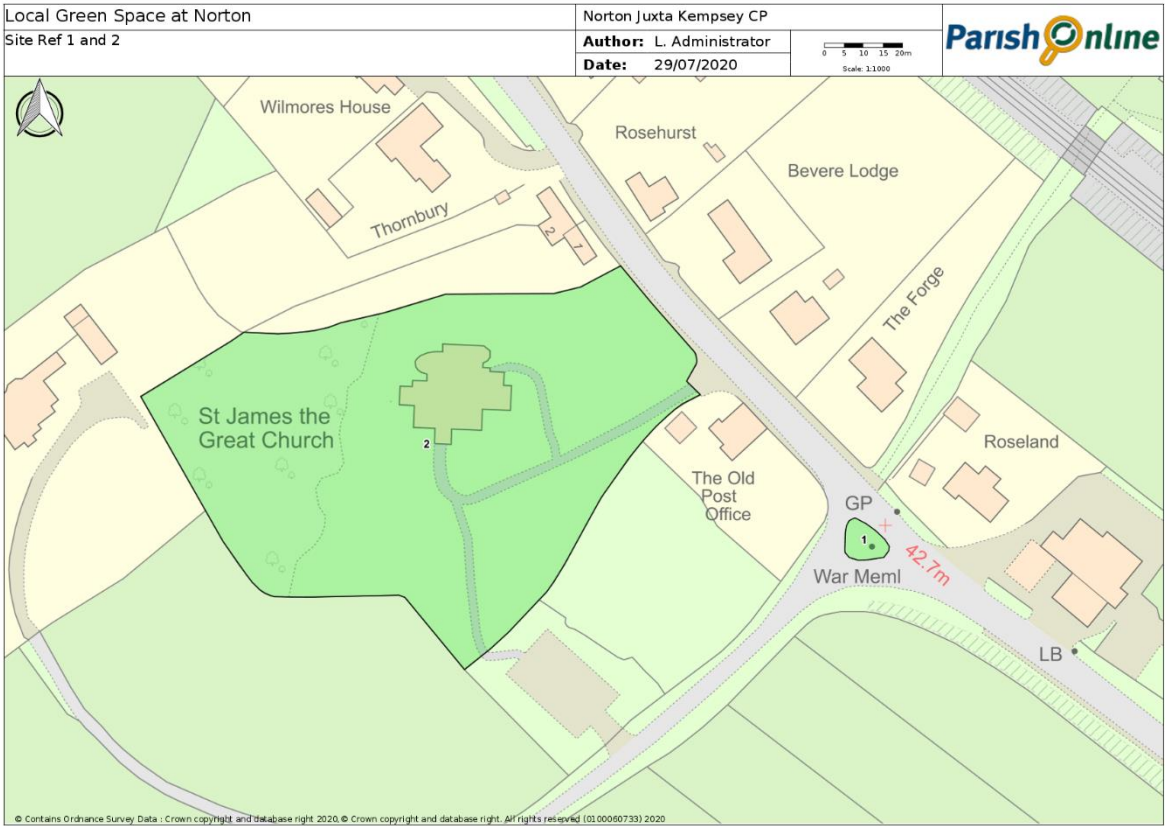 Local Green Space at Norton
Site Ref 1 and 2
Norton Juxta Kempsey CP
Author: L. Administrator
Date: 29/07/2020
0 5 10 15 20m
Scale: 1:1000
Parish Online
Wilmores House
Rosehurst
Bevere Lodge
Thornbury
2
1
The Forge
St James the
Great Church
2
Roseland
The Old
Post
Office
GP
1
42.7m
War Meml
LB
© Contains Ordnance Survey Data : Crown copyright and database right 2020, © Crown copyright and database right. All rights reserved (0100060733) 2020